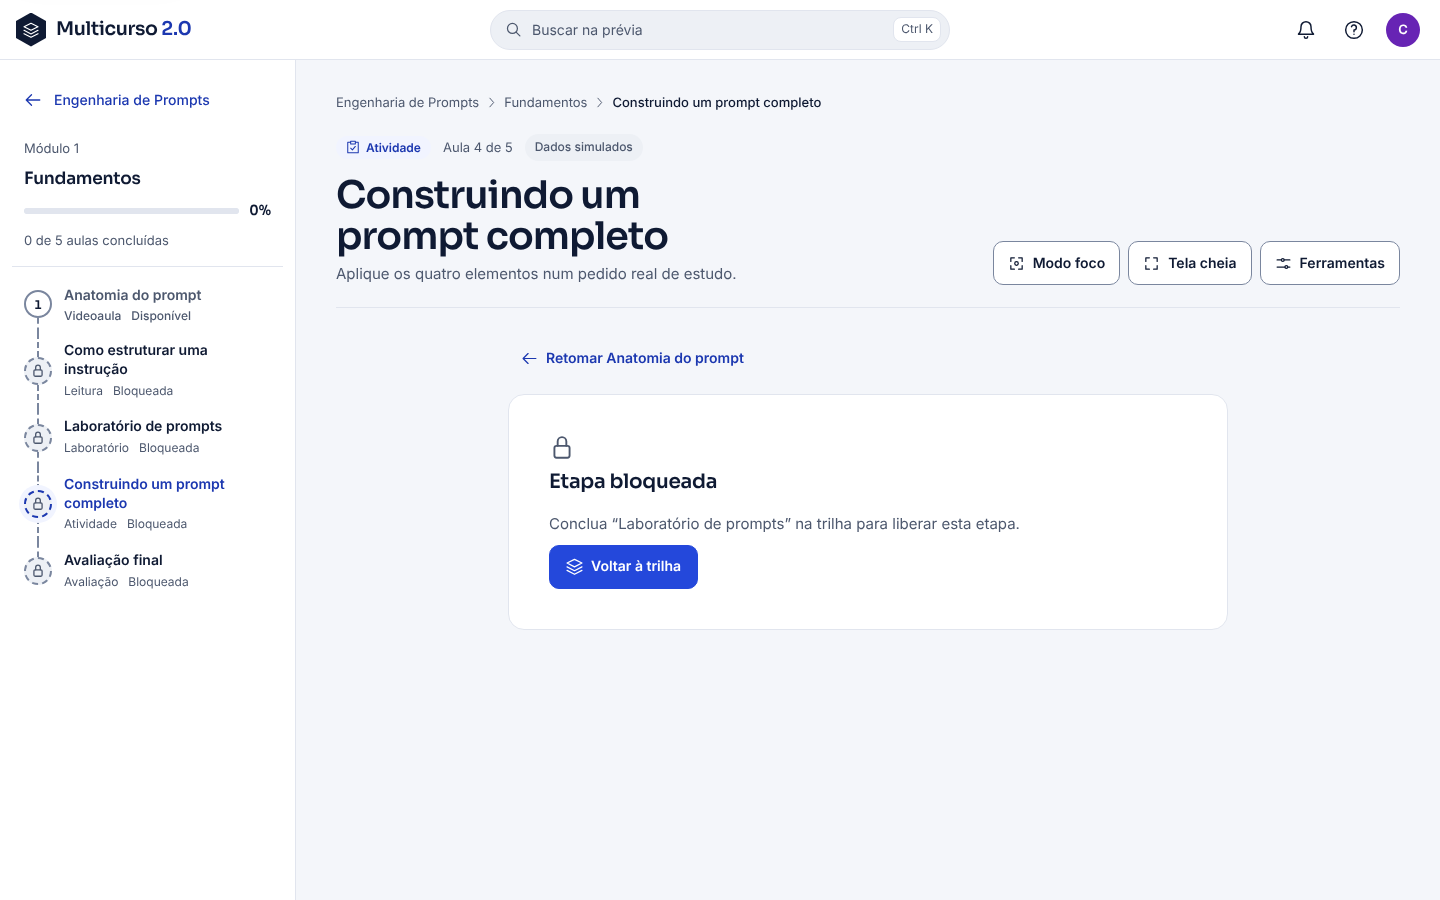 Multicurso 2.0
Buscar na prévia
Ctrl K
C
Engenharia de Prompts
Módulo 1
Fundamentos
0%
0 de 5 aulas concluídas
1
Anatomia do prompt
Videoaula Disponível
Como estruturar uma
instrução
Leitura Bloqueada
Laboratório de prompts
Laboratório Bloqueada
Construindo um prompt
completo
Atividade Bloqueada
Avaliação final
Avaliação Bloqueada
Engenharia de Prompts
Fundamentos
Construindo um prompt completo
Atividade
Aula 4 de 5
Dados simulados
Construindo um
prompt completo
Aplique os quatro elementos num pedido real de estudo.
Modo foco
Tela cheia
Ferramentas
Retomar Anatomia do prompt
Etapa bloqueada
Conclua “Laboratório de prompts” na trilha para liberar esta etapa.
Voltar à trilha